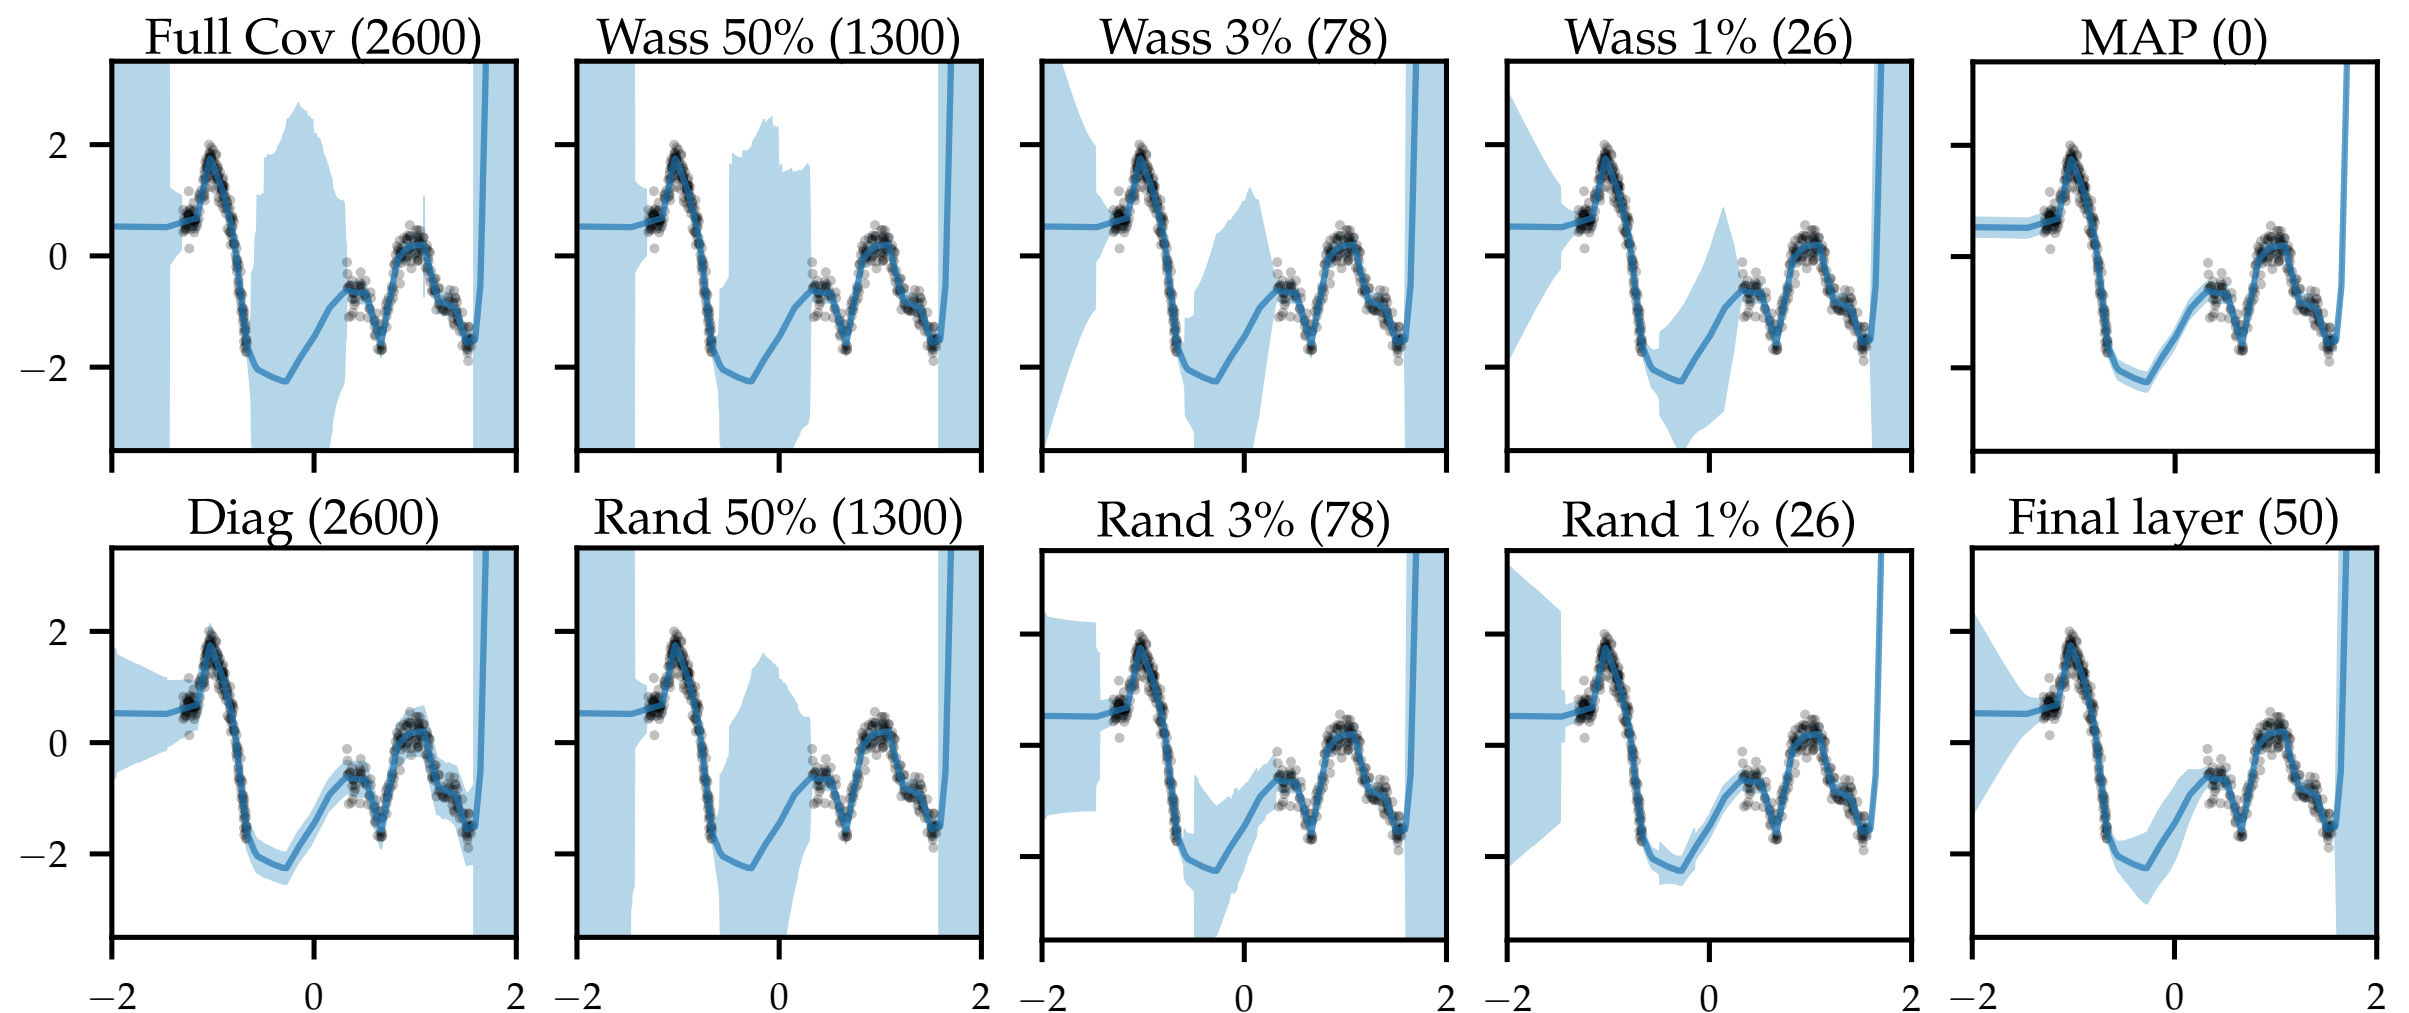 Full Cov (2600) Wass 50% (1300) Wass 3% (78) Wass 1% (26) MAP (0)
2
0
−2
Diag (2600) Rand 50% (1300) Rand 3% (78) Rand 1% (26) Final layer (50)
2
0
−2
−2 0 2 −2 0 −2 0 2 −2 0 2 −2 0 2